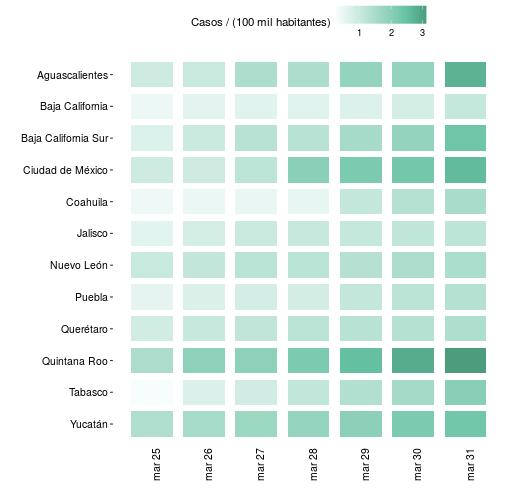 Casos / (100 mil habitantes)
1 2 3
Aguascalientes
Baja California
Baja California Sur
Ciudad de México
Coahuila
Jalisco
Nuevo León
Puebla
Querétaro
Quintana Roo
Tabasco
Yucatán
mar 25
mar 26
mar 27
mar 28
mar 29
mar 30
mar 31